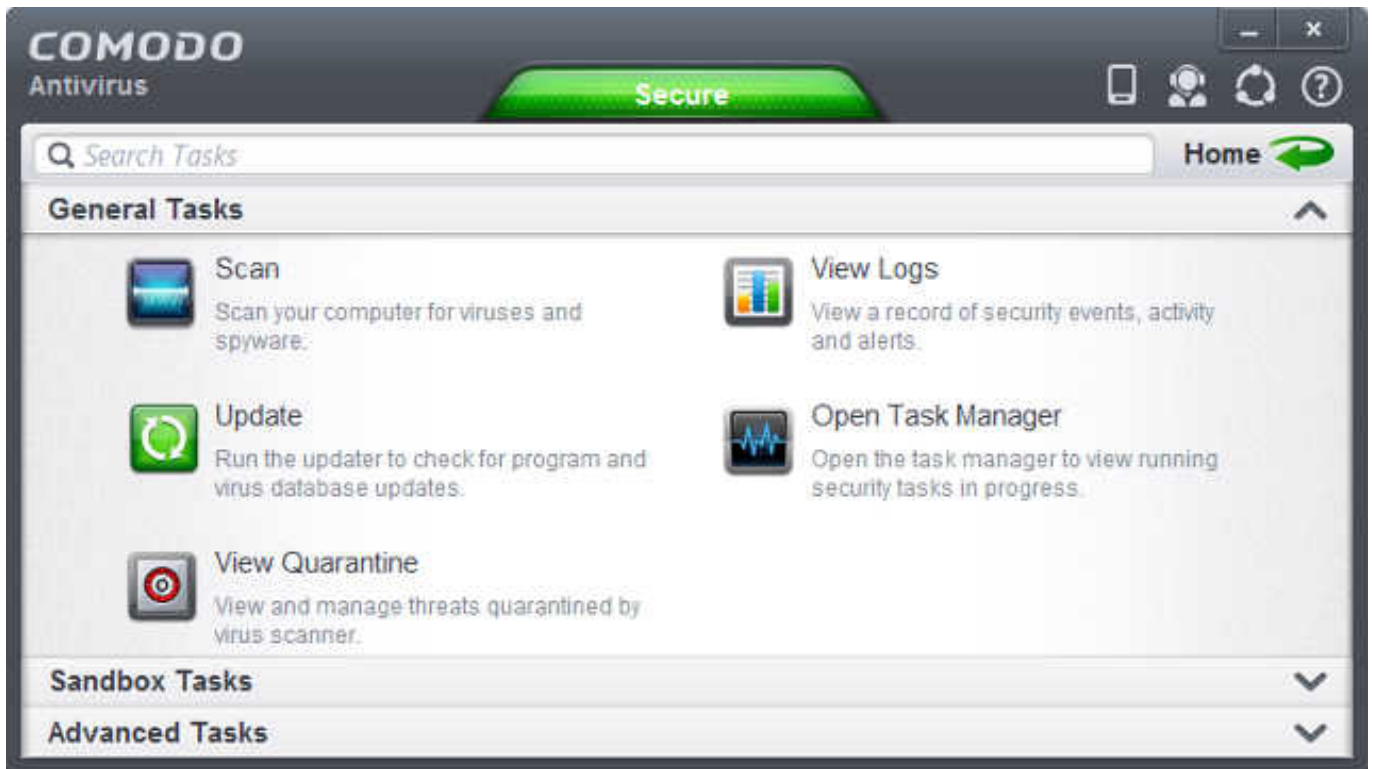 COMODO
Antivirus
Secure
Search Tasks
Home
General Tasks
Scan
Scan your computer for viruses and
spyware.
View Logs
View a record of security events, activity
and alerts.
Update
Run the updater to check for program and
virus database updates.
Open Task Manager
Open the task manager to view running
security tasks in progress.
View Quarantine
View and manage threats quarantined by
virus scanner.
Sandbox Tasks
Advanced Tasks